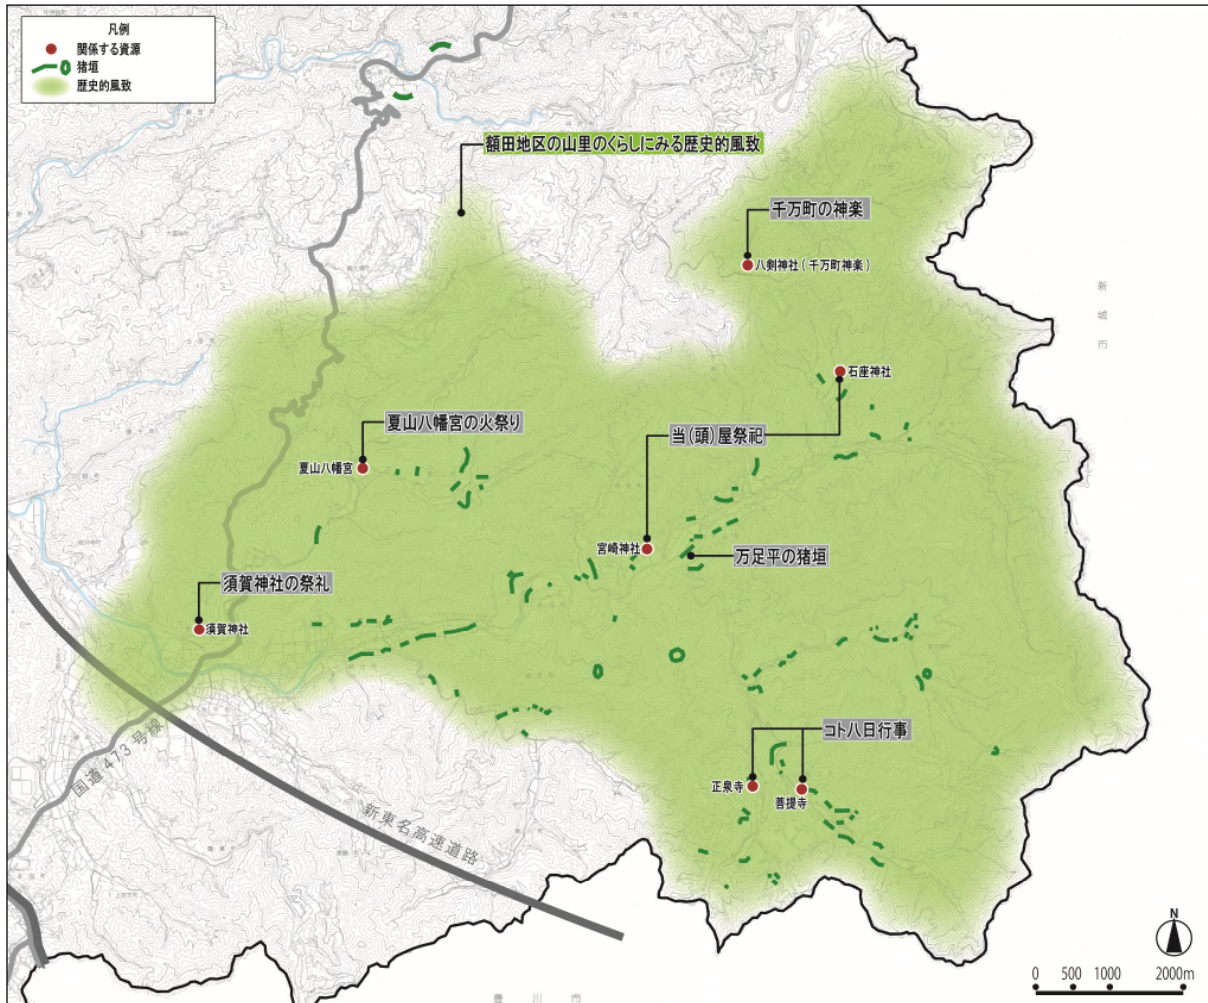 凡例
関係する資源
猪垣
歴史的風致
額田地区の山里のくらしにみる歴史的風致
千万町の神楽
八剣神社(千万町神楽)
新城市
石座神社
夏山八幡宮の火祭り
当(頭)屋祭祀
夏山八幡宮
宮崎神社
万足平の猪垣
須賀神社の祭礼
須賀神社
コト八日行事
国道473号線
正泉寺
菩提寺
新東名高速道路
N
0 500 1000 2000m
豊川市